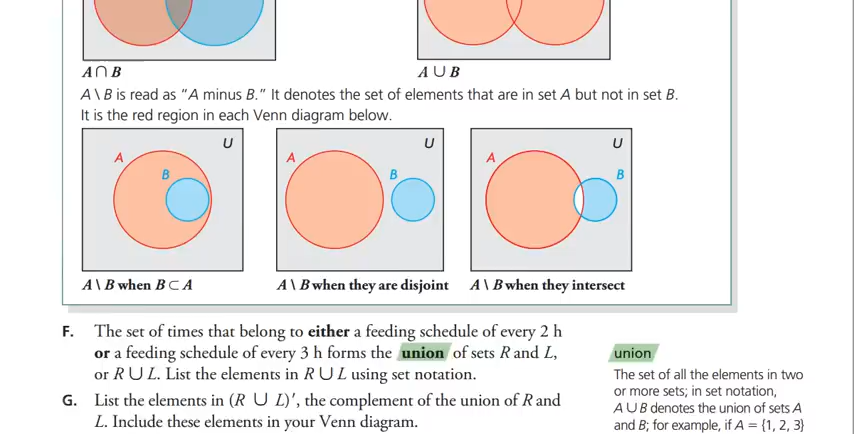 A ∩ B
A ∪ B
A \ B is read as “A minus B.” It denotes the set of elements that are in set A but not in set B.
It is the red region in each Venn diagram below.
U
A
B
U
A
B
U
A
B
A \ B when B ⊂ A
A \ B when they are disjoint
A \ B when they intersect
F. The set of times that belong to either a feeding schedule of every 2 h
or a feeding schedule of every 3 h forms the union of sets R and L,
or R ∪ L. List the elements in R ∪ L using set notation.
G. List the elements in (R ∪ L)′, the complement of the union of R and
L. Include these elements in your Venn diagram.
union
The set of all the elements in two
or more sets; in set notation,
A ∪ B denotes the union of sets A
and B; for example, if A = {1, 2, 3}